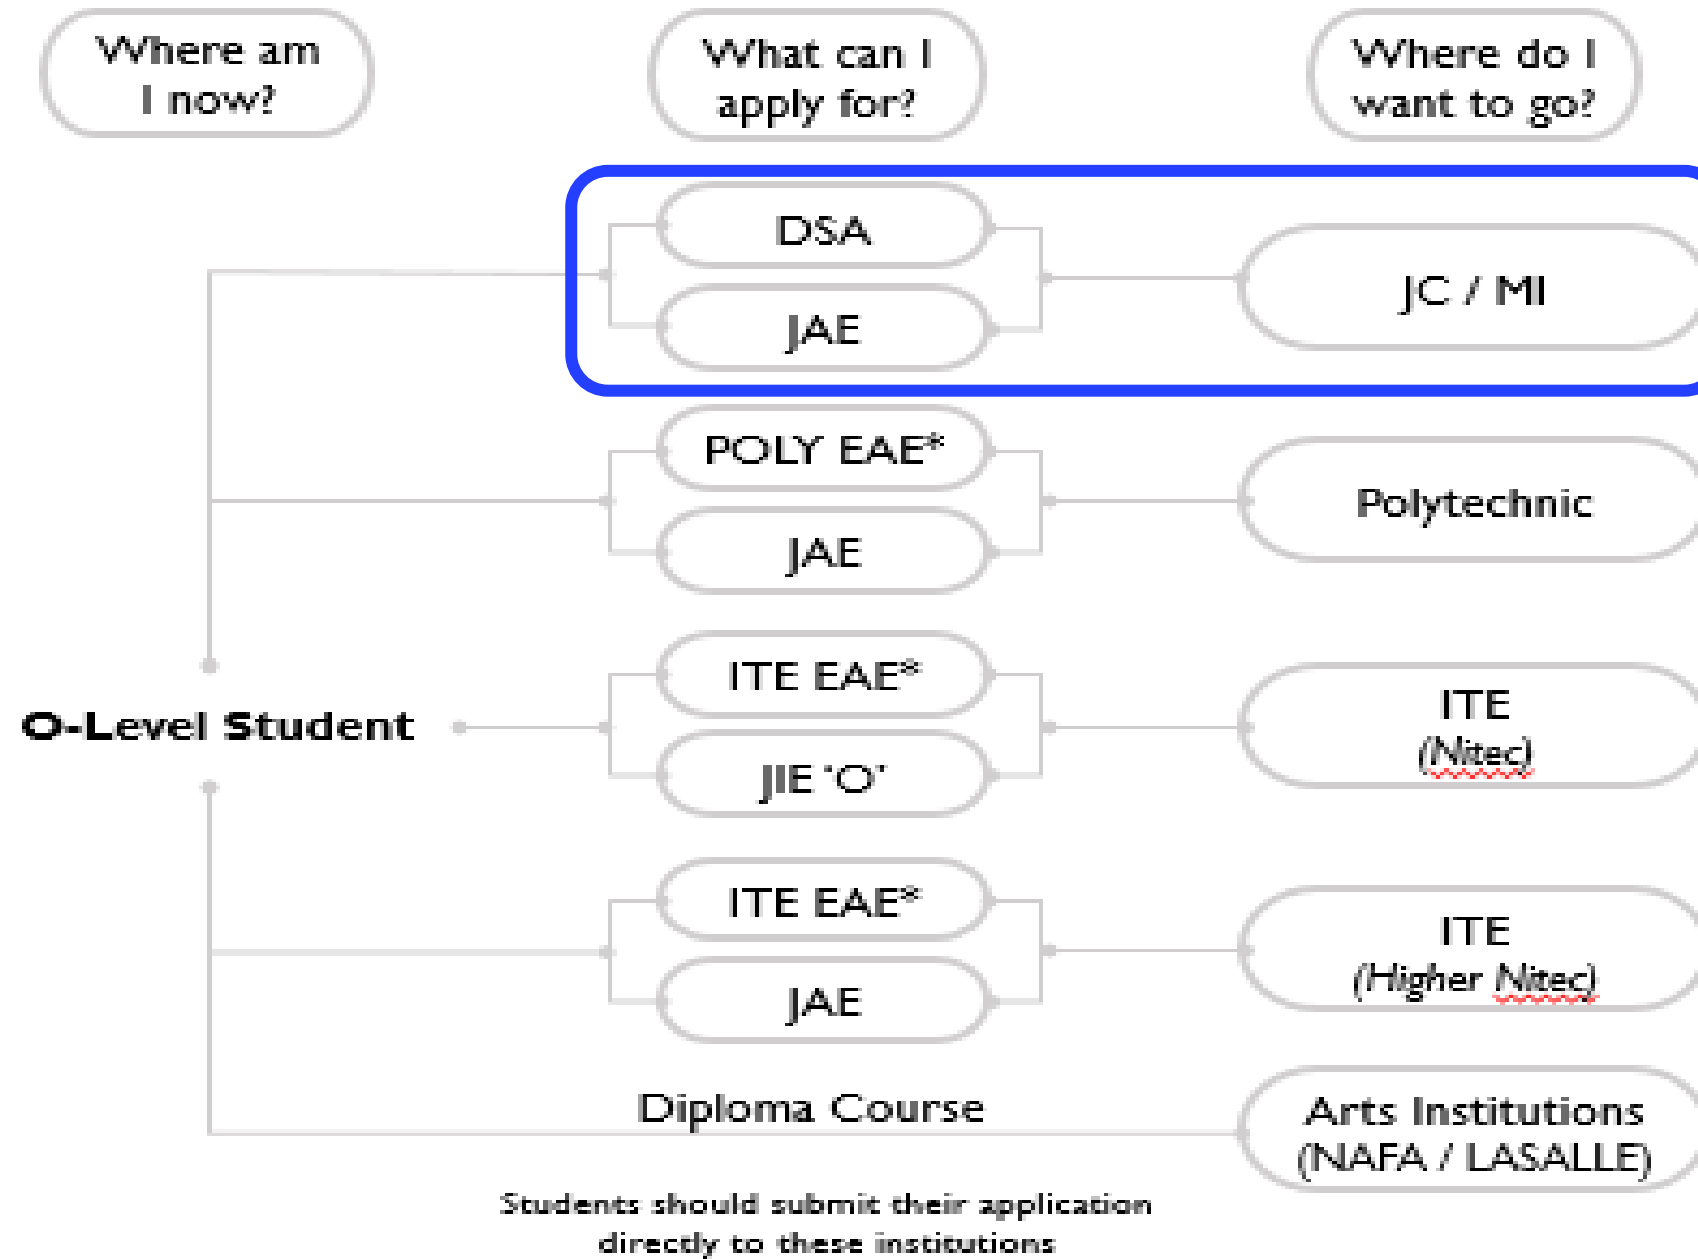 Where am
I now?
What can I
apply for?
Where do I
want to go?
DSA
JAE
JC / MI
POLY EAE*
JAE
Polytechnic
O-Level Student
ITE EAE*
JIE 'O'
ITE
(Nitec)
ITE EAE*
JAE
ITE
(Higher Nitec)
Diploma Course
Arts Institutions
(NAFA / LASALLE)
Students should submit their application
directly to these institutions